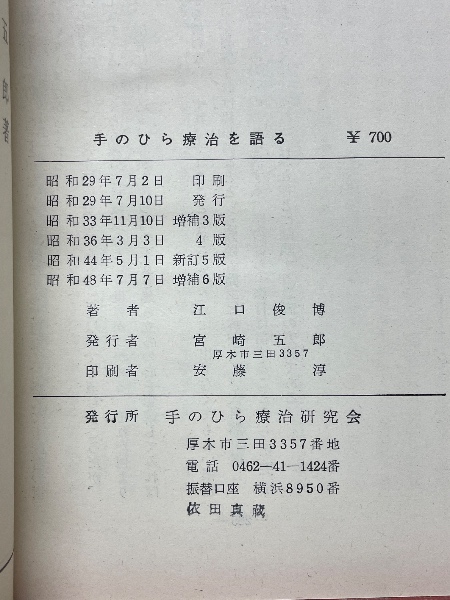 手のひら療治を語る ¥700
昭和29年7月2日 印刷
昭和29年7月10日 発行
昭和33年11月10日 増補3版
昭和36年3月3日 4版
昭和44年5月1日 新訂5版
昭和48年7月7日 増補6版
著者 江口俊博
発行者 宮崎五郎
厚木市三田3357
印刷者 安藤淳
発行所 手のひら療治研究会
厚木市三田3357番地
電話 0462―41―1424番
振替口座 横浜8950番
依田真蔵